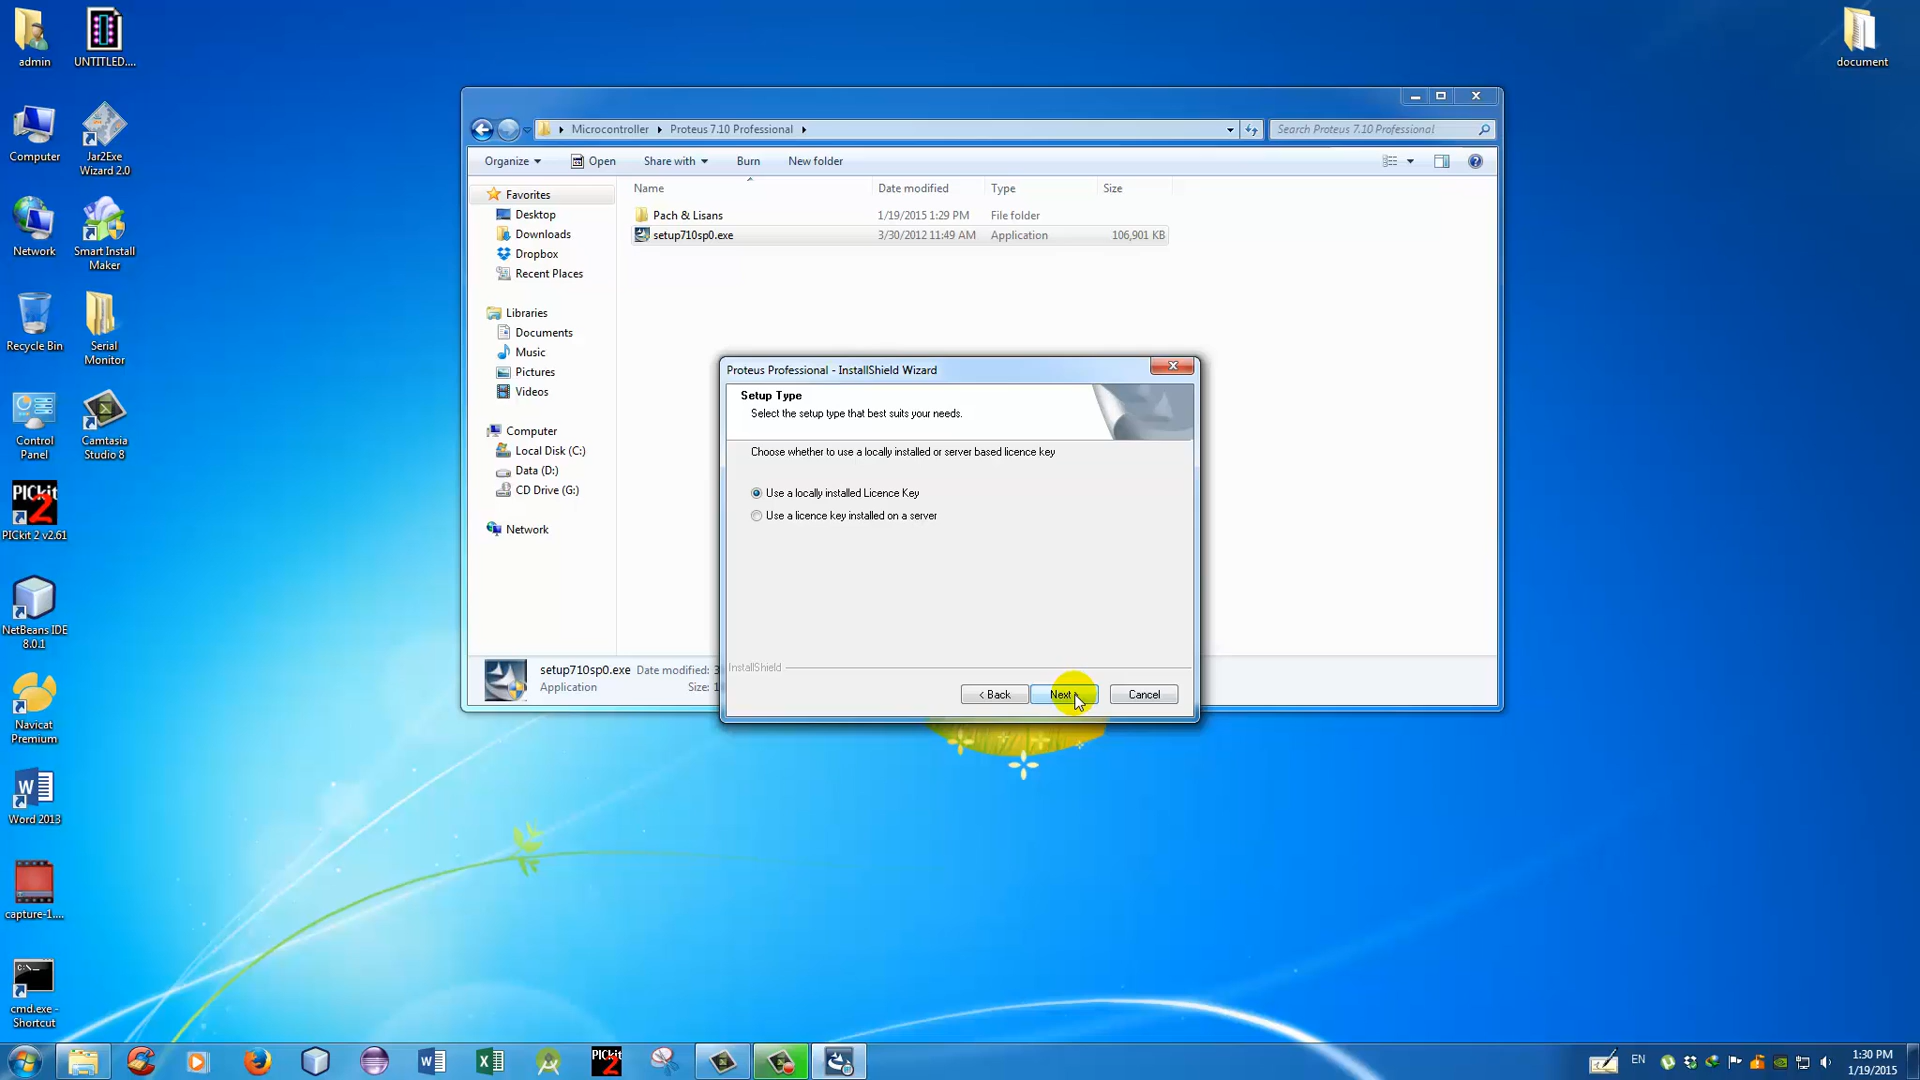 admin
UNTITLED....
document
Computer
Jar2Exe
Wizard 2.0
Network
Smart Install
Maker
Recycle Bin
Serial
Monitor
Control
Panel
Camtasia
Studio 8
PICkit
2
PICkit 2 v2.61
NetBeans IDE
8.0.1
Navicat
Premium
Word 2013
capture-1....
cmd.exe -
Shortcut
Microcontroller
Proteus 7.10 Professional
Search Proteus 7.10 Professional
Organize
Open
Share with
Burn
New folder
Name
Date modified
Type
Size
Favorites
Desktop
Downloads
Dropbox
Recent Places
Libraries
Documents
Music
Pictures
Videos
Computer
Local Disk (C:)
Data (D:)
CD Drive (G:)
Network
Pach & Lisans 1/19/2015 1:29 PM File folder
setup710sp0.exe 3/30/2012 11:49 AM Application 106,901 KB
Proteus Professional - InstallShield Wizard
Setup Type
Select the setup type that best suits your needs.
Choose whether to use a locally installed or server based licence key
Use a locally installed Licence Key
Use a licence key installed on a server
InstallShield
< Back
Next
Cancel
setup710sp0.exe Date modified: 3
Application Size: 1
PICkit
2
EN
1:30 PM
1/19/2015